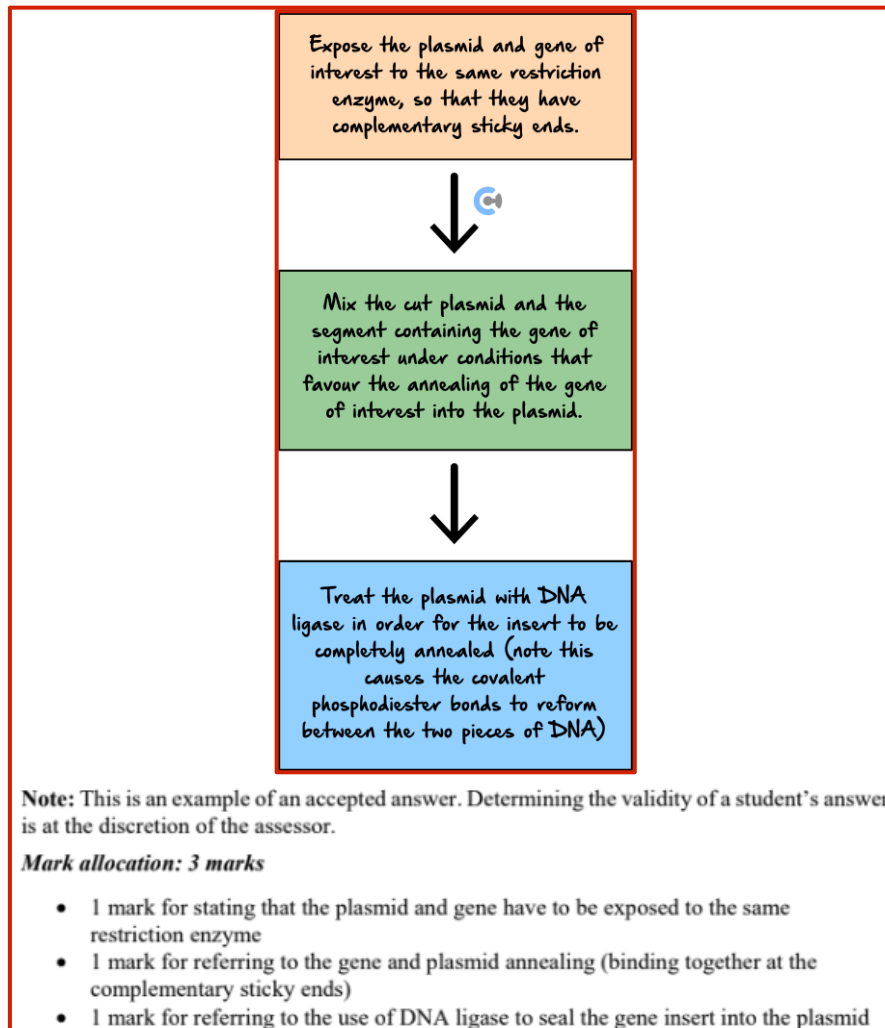 Expose the plasmid and gene of
interest to the same restriction
enzyme, so that they have
complementary sticky ends.
Mix the cut plasmid and the
segment containing the gene of
interest under conditions that
favour the annealing of the gene
of interest into the plasmid.
Treat the plasmid with DNA
ligase in order for the insert to be
completely annealed (note this
causes the covalent
phosphodiester bonds to reform
between the two pieces of DNA)
Note: This is an example of an accepted answer. Determining the validity of a student's answer
is at the discretion of the assessor.
Mark allocation: 3 marks
• 1 mark for stating that the plasmid and gene have to be exposed to the same
restriction enzyme
• 1 mark for referring to the gene and plasmid annealing (binding together at the
complementary sticky ends)
• 1 mark for referring to the use of DNA ligase to seal the gene insert into the plasmid